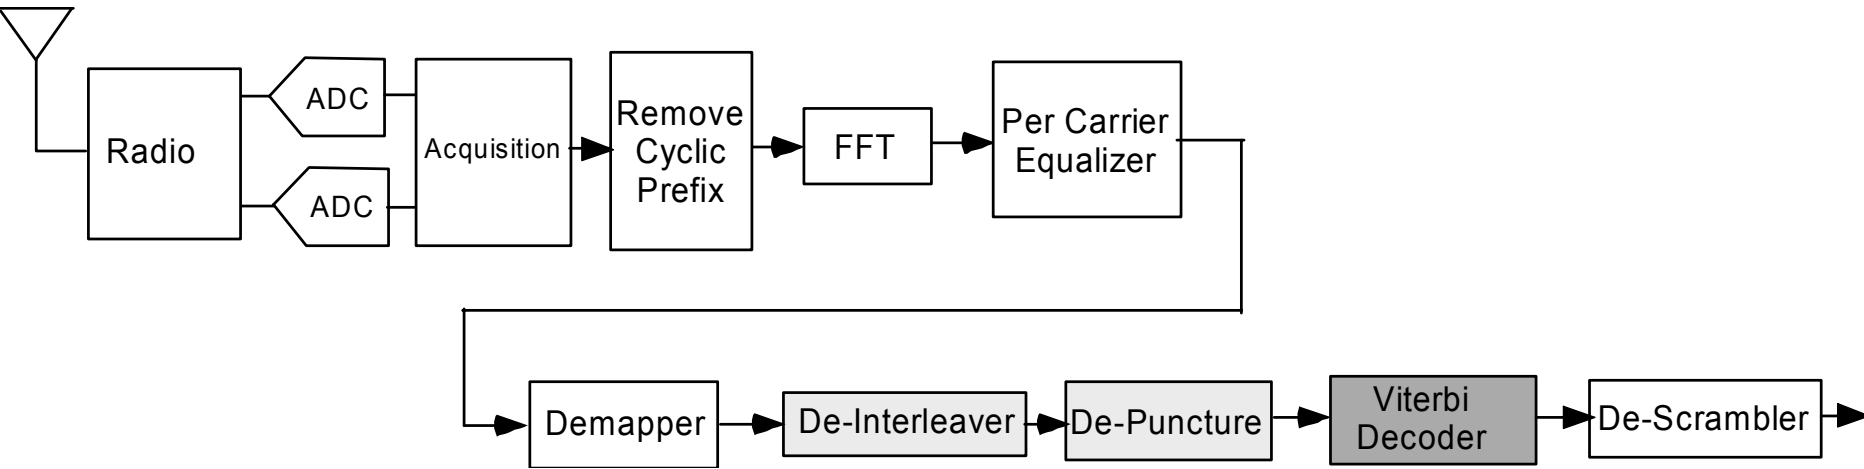 Radio
ADC
ADC
Acquisition
Remove
Cyclic
Prefix
FFT
Per Carrier
Equalizer
Demapper
De-Interleaver
De-Puncture
Viterbi
Decoder
De-Scrambler